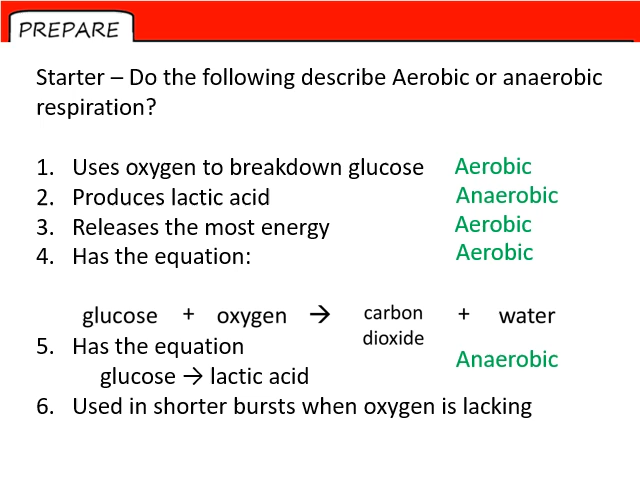 PREPARE
Starter – Do the following describe Aerobic or anaerobic
respiration?
1. Uses oxygen to breakdown glucose Aerobic
2. Produces lactic acid Anaerobic
3. Releases the most energy Aerobic
4. Has the equation: Aerobic
glucose + oxygen → carbon dioxide + water
5. Has the equation Anaerobic
glucose → lactic acid
6. Used in shorter bursts when oxygen is lacking